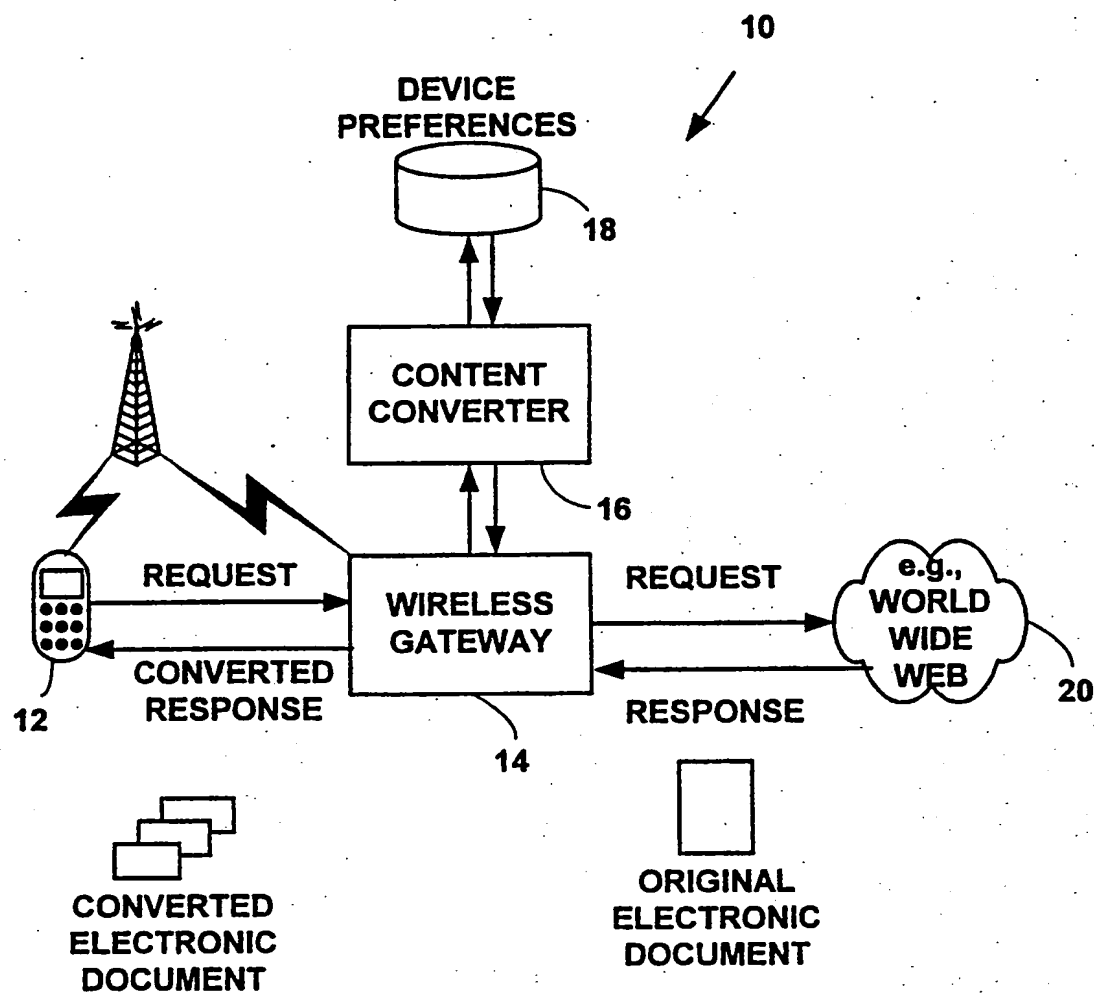 10
DEVICE
PREFERENCES
18
CONTENT
CONVERTER
16
REQUEST
WIRELESS
GATEWAY
CONVERTED
RESPONSE
12
14
REQUEST
RESPONSE
e.g.,
WORLD
WIDE
WEB
20
CONVERTED
ELECTRONIC
DOCUMENT
ORIGINAL
ELECTRONIC
DOCUMENT